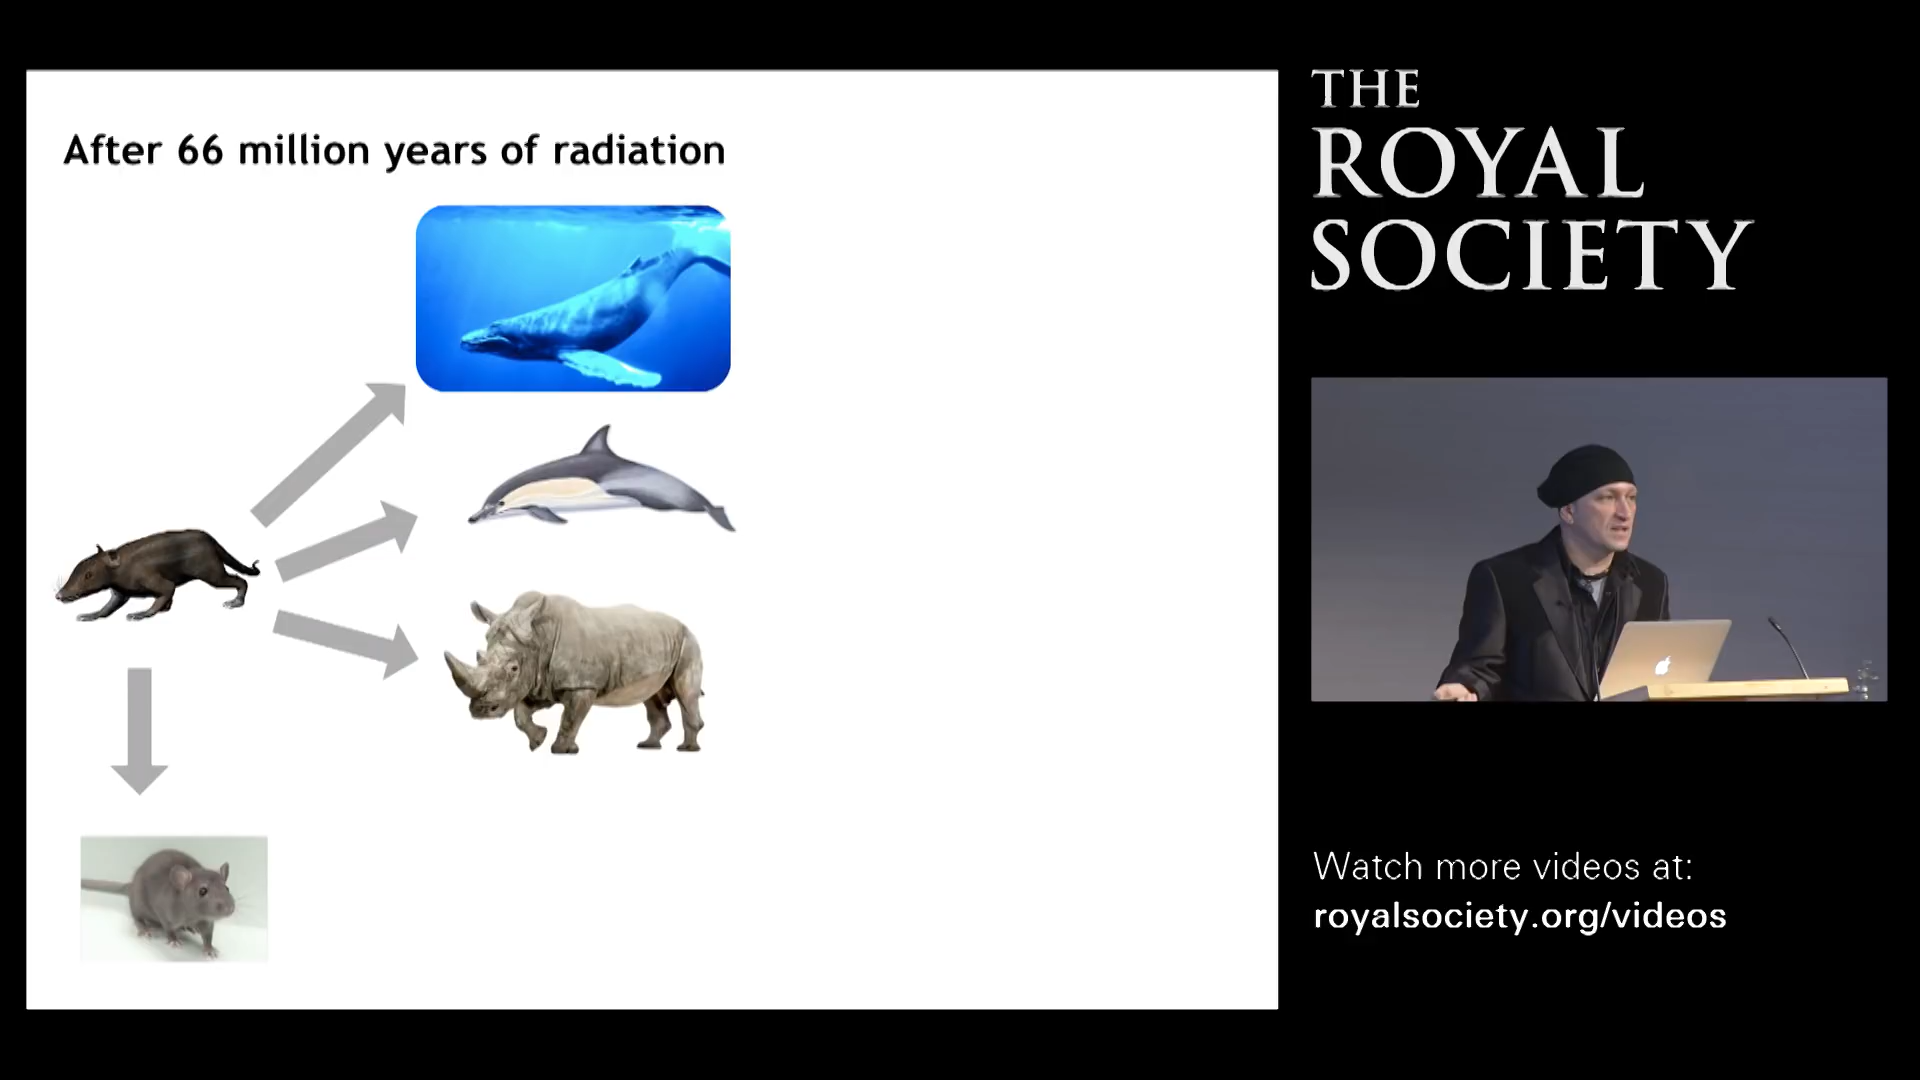 After 66 million years of radiation
THE
ROYAL
SOCIETY
Watch more videos at:
royalsociety.org/videos